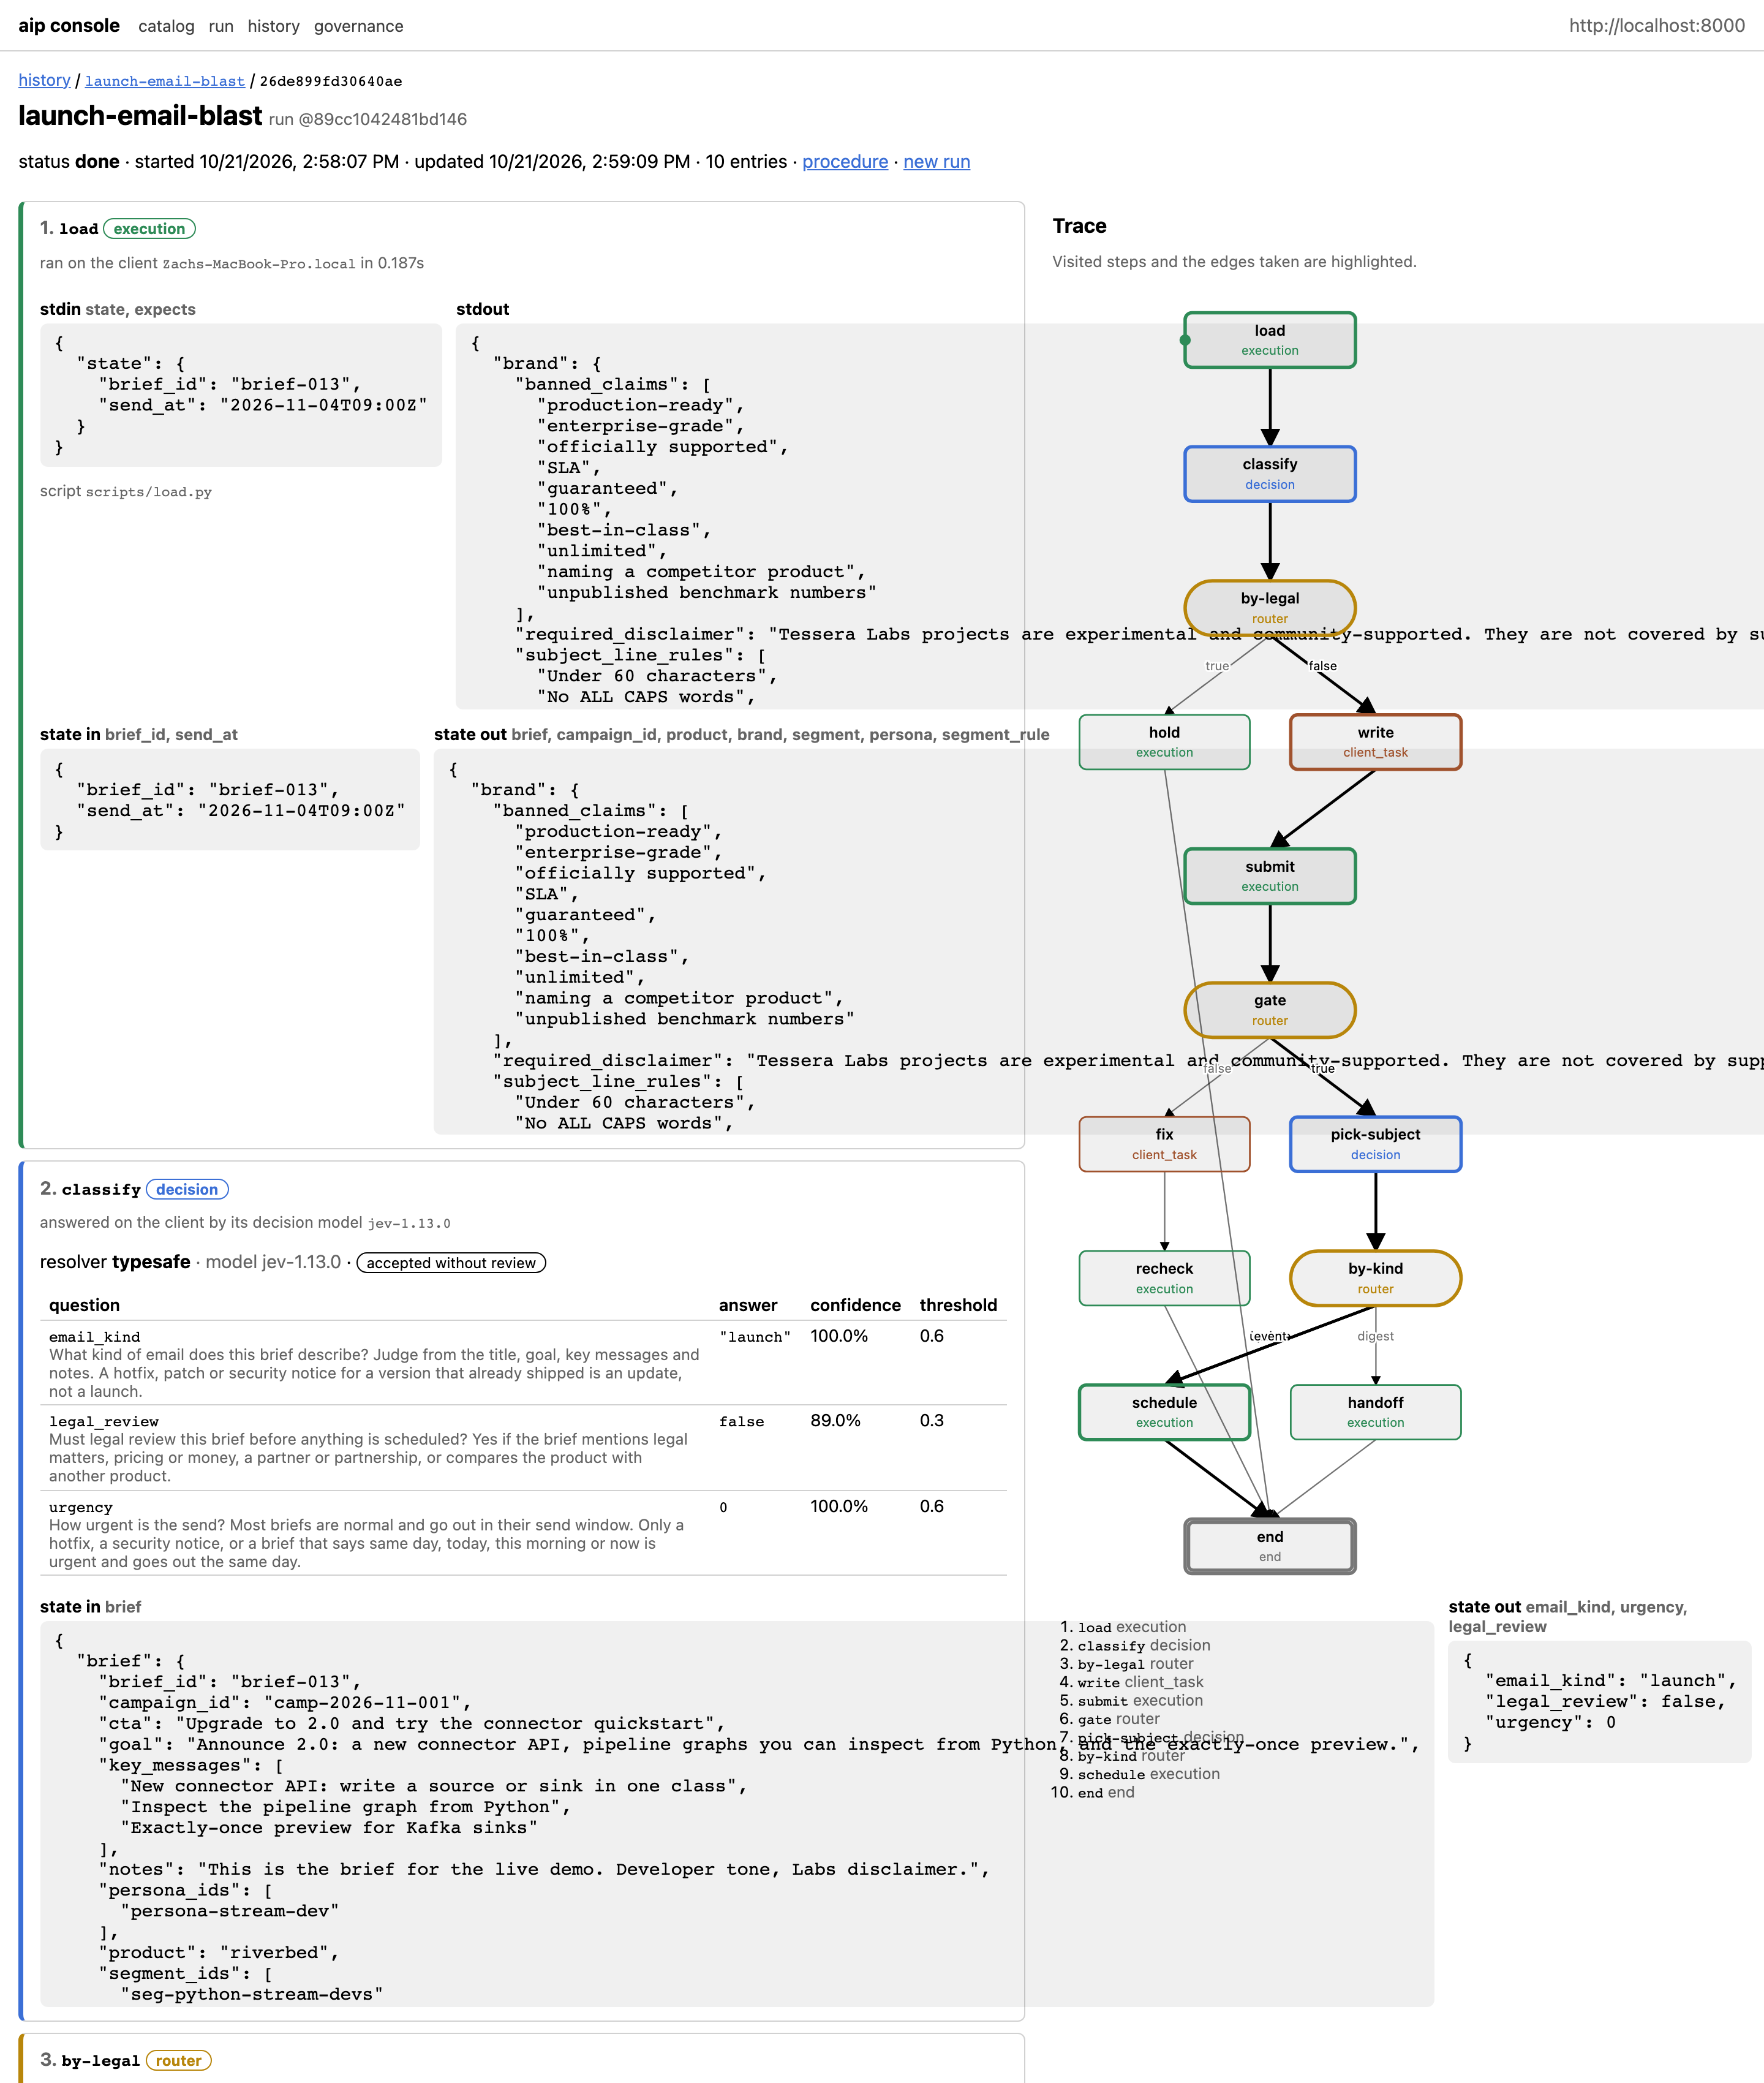 aip console catalog run history governance http://localhost:8000
history / launch-email-blast / 26de899fd30640ae
launch-email-blast run @89cc1042481bd146
status done · started 10/21/2026, 2:58:07 PM · updated 10/21/2026, 2:59:09 PM · 10 entries · procedure · new run
1. load execution
ran on the client Zachs-MacBook-Pro.local in 0.187s
stdin state, expects
{
"state": {
"brief_id": "brief-013",
"send_at": "2026-11-04T09:00Z"
}
}
script scripts/load.py
stdout
{
"brand": {
"banned_claims": [
"production-ready",
"enterprise-grade",
"officially supported",
"SLA",
"guaranteed",
"100%",
"best-in-class",
"unlimited",
"naming a competitor product",
"unpublished benchmark numbers"
],
"required_disclaimer": "Tessera Labs projects are experimental and community-supported. They are not covered by su
"subject_line_rules": [
"Under 60 characters",
"No ALL CAPS words",
state in brief_id, send_at
{
"brief_id": "brief-013",
"send_at": "2026-11-04T09:00Z"
}
state out brief, campaign_id, product, brand, segment, persona, segment_rule
{
"brand": {
"banned_claims": [
"production-ready",
"enterprise-grade",
"officially supported",
"SLA",
"guaranteed",
"100%",
"best-in-class",
"unlimited",
"naming a competitor product",
"unpublished benchmark numbers"
],
"required_disclaimer": "Tessera Labs projects are experimental and community-supported. They are not covered by supp
"subject_line_rules": [
"Under 60 characters",
"No ALL CAPS words",
2. classify decision
answered on the client by its decision model jev-1.13.0
resolver typesafe · model jev-1.13.0 · accepted without review
question answer confidence threshold
email_kind "launch" 100.0% 0.6
What kind of email does this brief describe? Judge from the title, goal, key messages and
notes. A hotfix, patch or security notice for a version that already shipped is an update,
not a launch.
legal_review false 89.0% 0.3
Must legal review this brief before anything is scheduled? Yes if the brief mentions legal
matters, pricing or money, a partner or partnership, or compares the product with
another product.
urgency 0 100.0% 0.6
How urgent is the send? Most briefs are normal and go out in their send window. Only a
hotfix, a security notice, or a brief that says same day, today, this morning or now is
urgent and goes out the same day.
state in brief
{
"brief": {
"brief_id": "brief-013",
"campaign_id": "camp-2026-11-001",
"cta": "Upgrade to 2.0 and try the connector quickstart",
"goal": "Announce 2.0: a new connector API, pipeline graphs you can inspect from Python, and the exactly-once preview.",
"key_messages": [
"New connector API: write a source or sink in one class",
"Inspect the pipeline graph from Python",
"Exactly-once preview for Kafka sinks"
],
"notes": "This is the brief for the live demo. Developer tone, Labs disclaimer.",
"persona_ids": [
"persona-stream-dev"
],
"product": "riverbed",
"segment_ids": [
"seg-python-stream-devs"
state out email_kind, urgency,
legal_review
{
"email_kind": "launch",
"legal_review": false,
"urgency": 0
}
3. by-legal router
Trace
Visited steps and the edges taken are highlighted.
load
execution
classify
decision
by-legal
router
true false
hold
execution
write
client_task
submit
execution
gate
router
false true
fix
client_task
pick-subject
decision
recheck
execution
by-kind
router
(event) digest
schedule
execution
handoff
execution
end
end
1. load execution
2. classify decision
3. by-legal router
4. write client_task
5. submit execution
6. gate router
7. pick-subject decision
8. by-kind router
9. schedule execution
10. end end